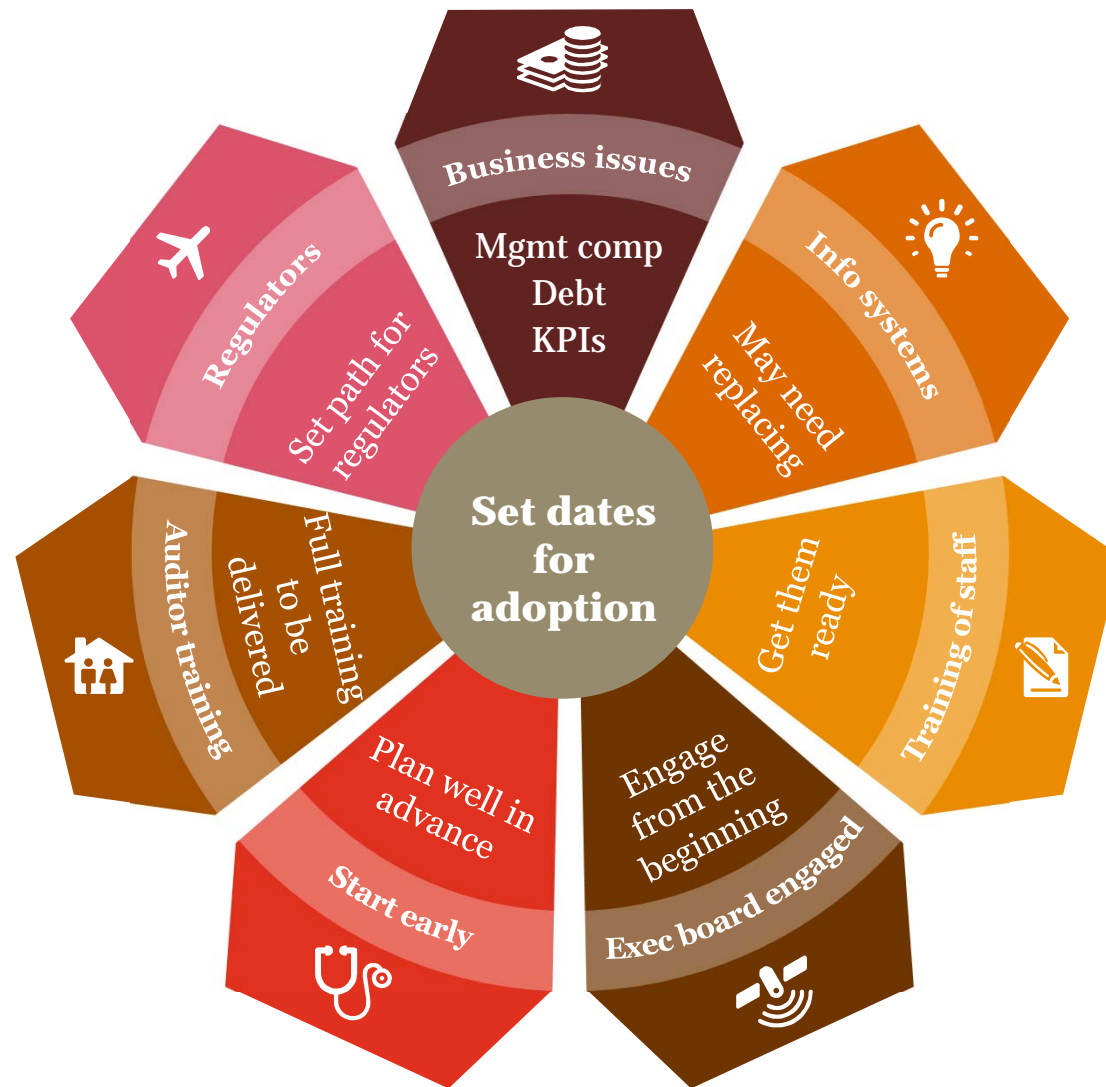 Business issues
Mgmt comp
Debt
KPIs
Info systems
May need
replacing
Training of staff
Get them
ready
Exec board engaged
Engage
from the
beginning
Start early
Plan well in
advance
Auditor training
Full training
to be
delivered
Regulators
Set path for
regulators
Set dates
for
adoption